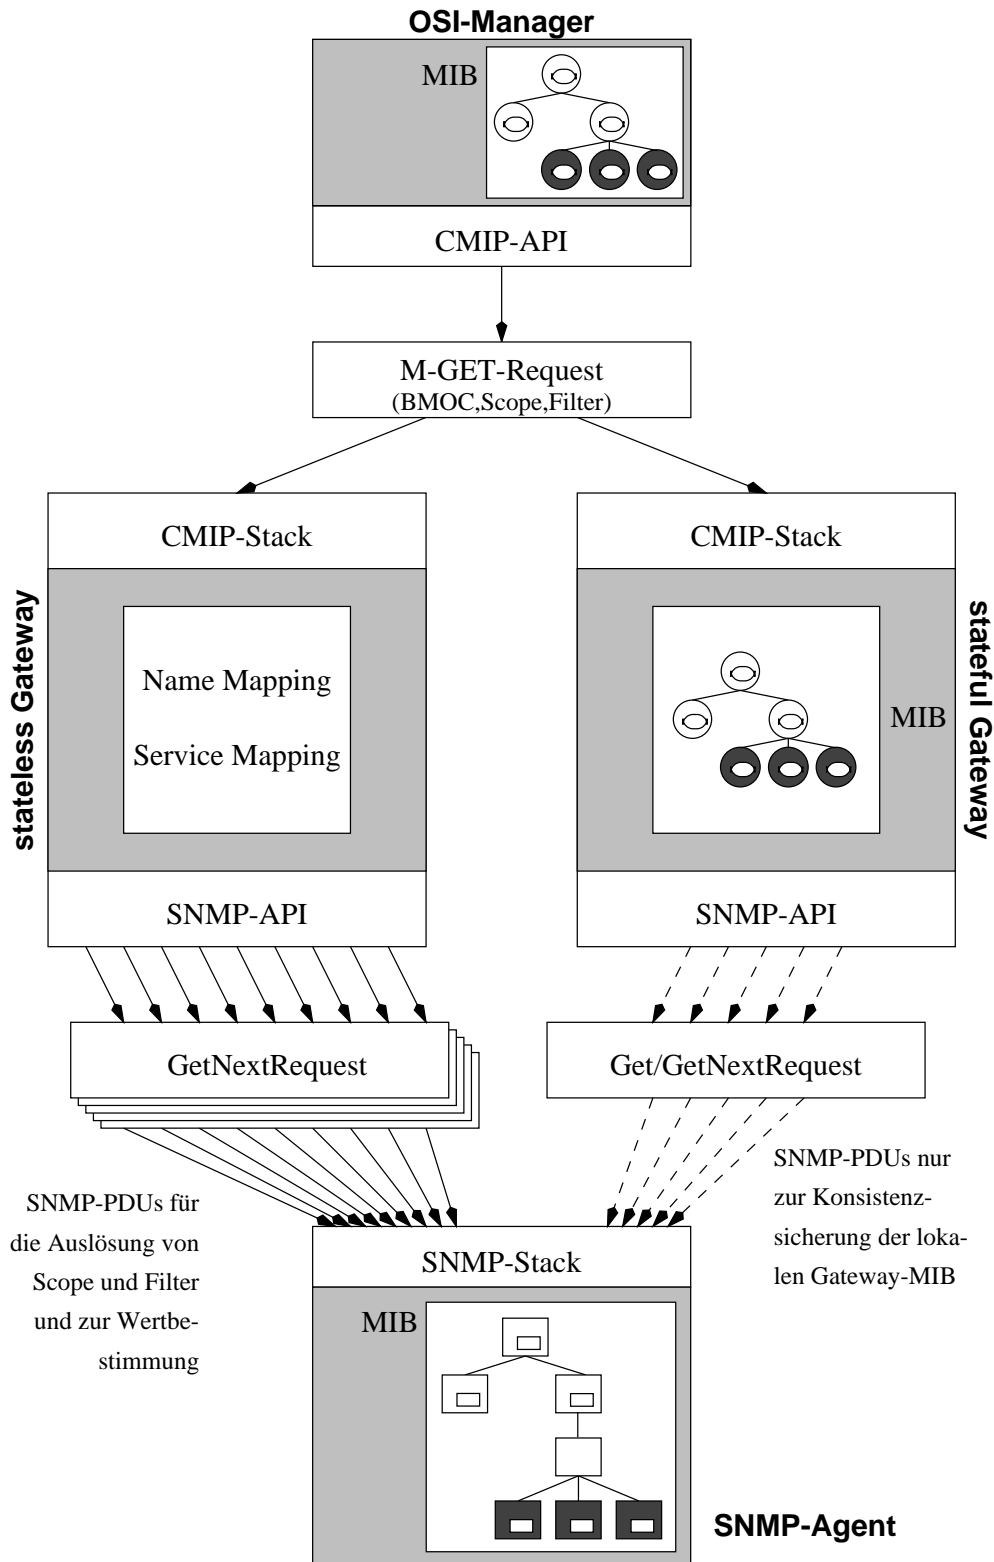 OSI-Manager
MIB
CMIP-API
M-GET-Request
(BMOC,Scope,Filter)
CMIP-Stack
CMIP-Stack
stateless Gateway
Name Mapping
Service Mapping
MIB
stateful Gateway
SNMP-API
SNMP-API
GetNextRequest
Get/GetNextRequest
SNMP-PDUs für
die Auslösung von
Scope und Filter
und zur Wertbe-
stimmung
SNMP-PDUs nur
zur Konsistenz-
sicherung der loka-
len Gateway-MIB
SNMP-Stack
MIB
SNMP-Agent